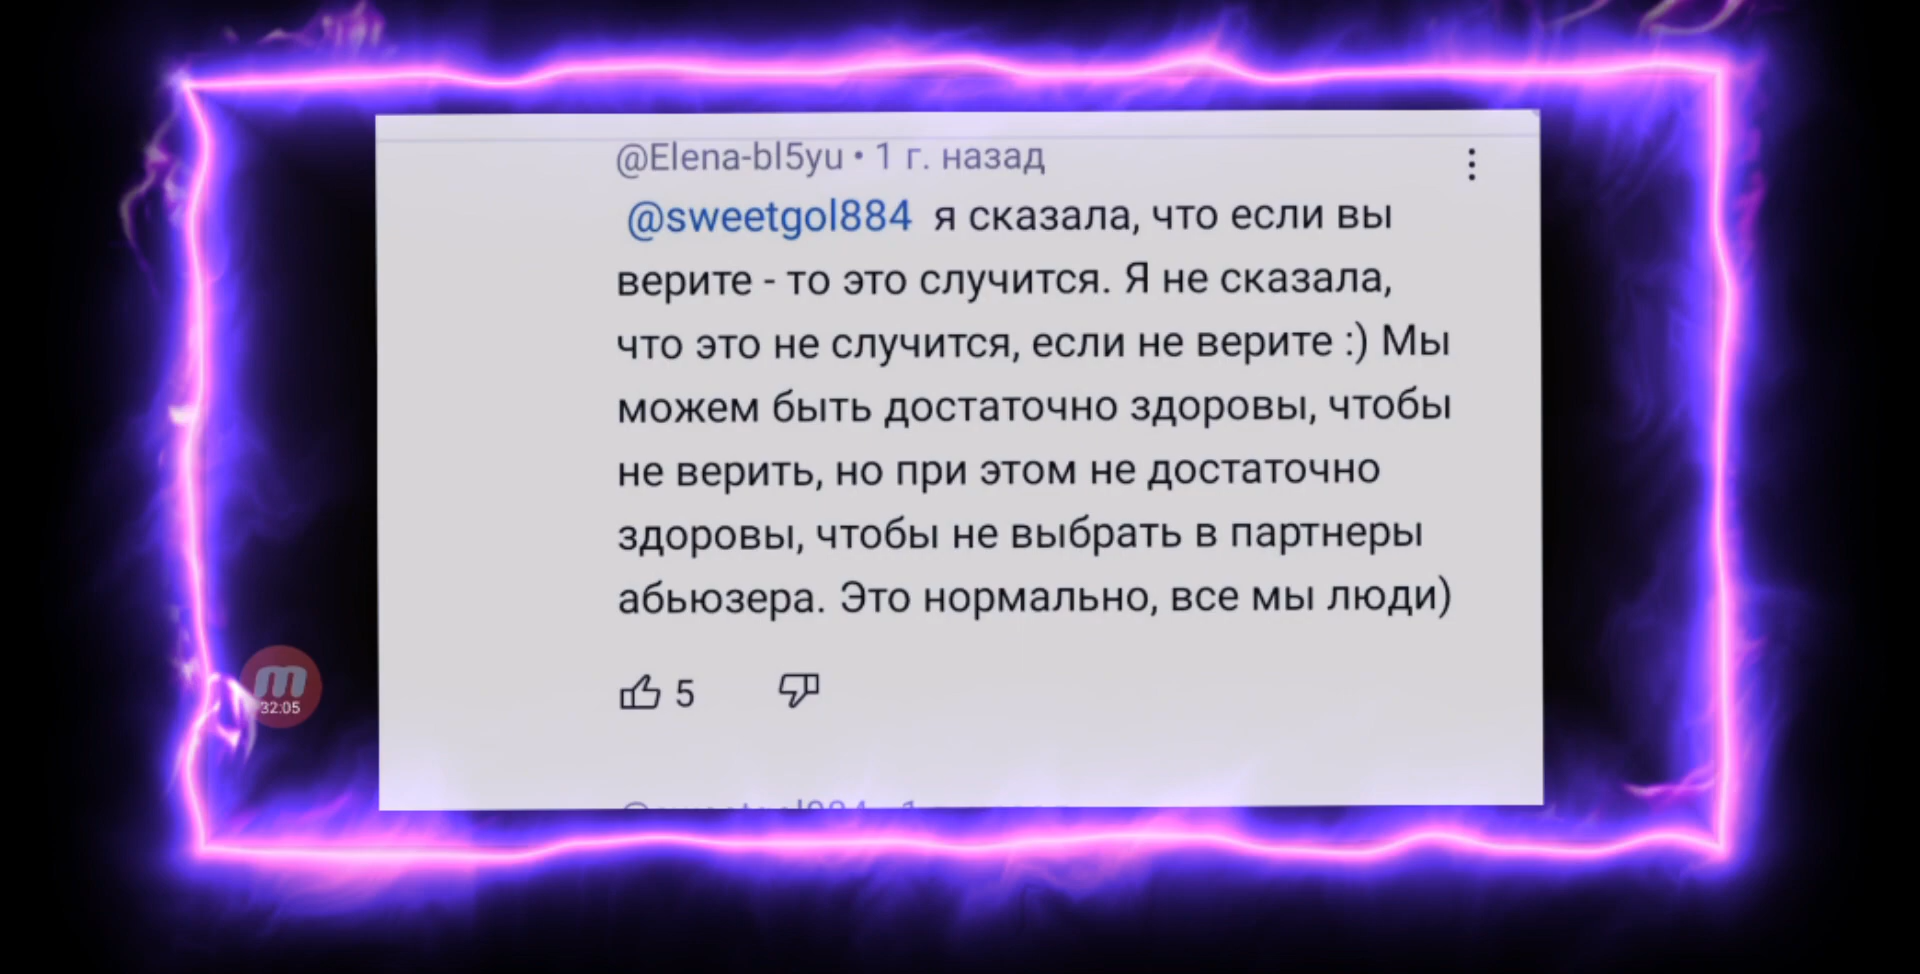 @Elena-bl5yu • 1 г. назад
@sweetgol884 я сказала, что если вы
верите - то это случится. Я не сказала,
что это не случится, если не верите :) Мы
можем быть достаточно здоровы, чтобы
не верить, но при этом не достаточно
здоровы, чтобы не выбрать в партнеры
абьюзера. Это нормально, все мы люди)
5
m
32:05